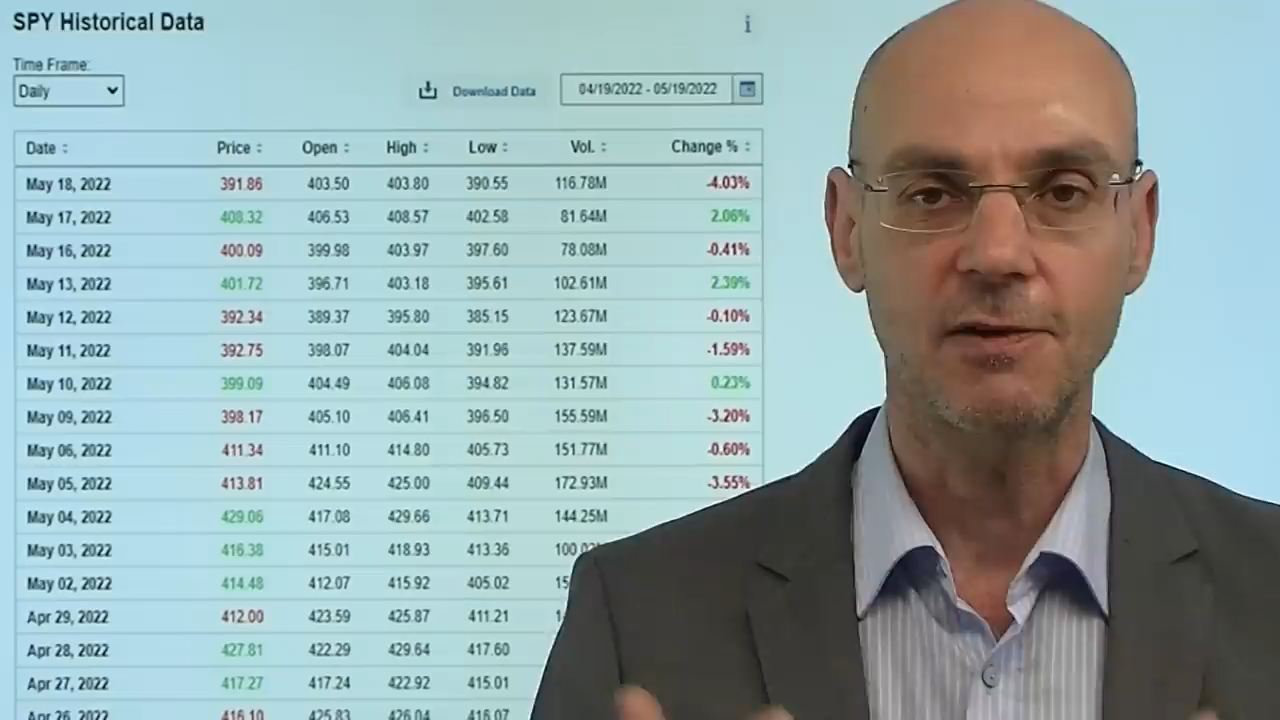 SPY Historical Data
Time Frame:
Daily
Download Data
04/19/2022 - 05/19/2022
Date Price Open High Low Vol. Change %
May 18, 2022 391.86 403.50 403.80 390.55 116.78M -4.03%
May 17, 2022 408.32 406.53 408.57 402.58 81.64M 2.06%
May 16, 2022 400.09 399.98 403.97 397.60 78.08M -0.41%
May 13, 2022 401.72 396.71 403.18 395.61 102.61M 2.39%
May 12, 2022 392.34 389.37 395.80 385.15 123.67M -0.10%
May 11, 2022 392.75 398.07 404.04 391.96 137.59M -1.59%
May 10, 2022 399.09 404.49 406.08 394.82 131.57M 0.23%
May 09, 2022 398.17 405.10 406.41 396.50 155.59M -3.20%
May 06, 2022 411.34 411.10 414.80 405.73 151.77M -0.60%
May 05, 2022 413.81 424.55 425.00 409.44 172.93M -3.55%
May 04, 2022 429.06 417.08 429.66 413.71 144.25M
May 03, 2022 416.38 415.01 418.93 413.36
May 02, 2022 414.48 412.07 415.92 405.02
Apr 29, 2022 412.00 423.59 425.87 411.21
Apr 28, 2022 427.81 422.29 429.64 417.60
Apr 27, 2022 417.27 417.24 422.92 415.01
Apr 26, 2022 416.10 425.83 426.04 416.07